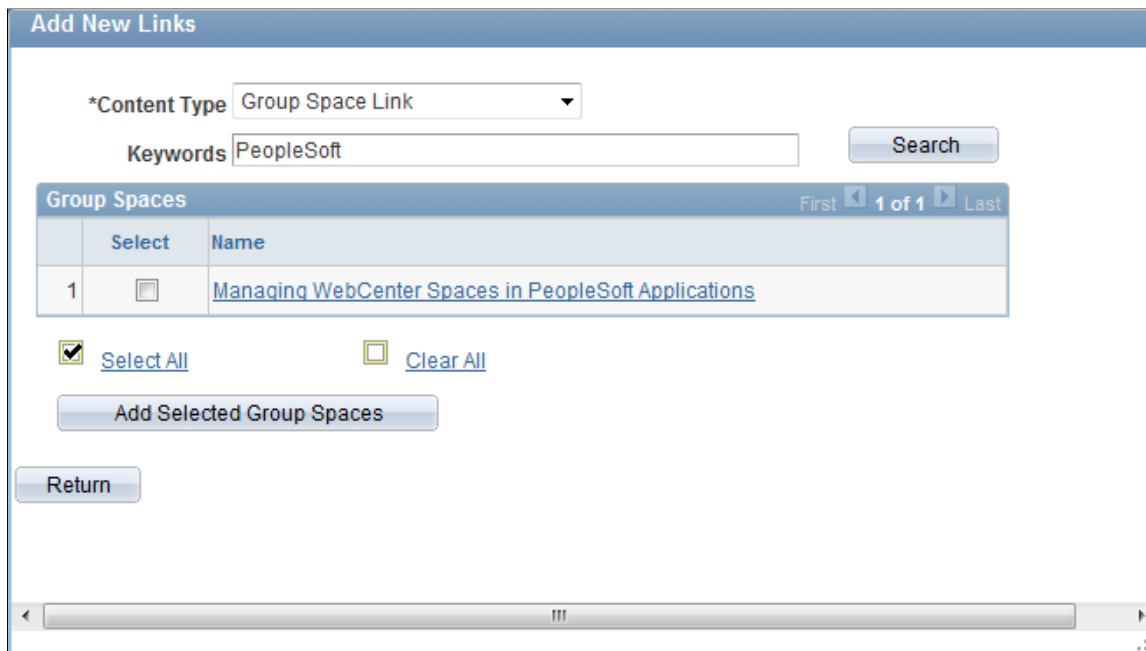 Add New Links
*Content Type Group Space Link
Keywords PeopleSoft Search
Group Spaces First 1 of 1 Last
Select Name
1 Managing WebCenter Spaces in PeopleSoft Applications
Select All Clear All
Add Selected Group Spaces
Return